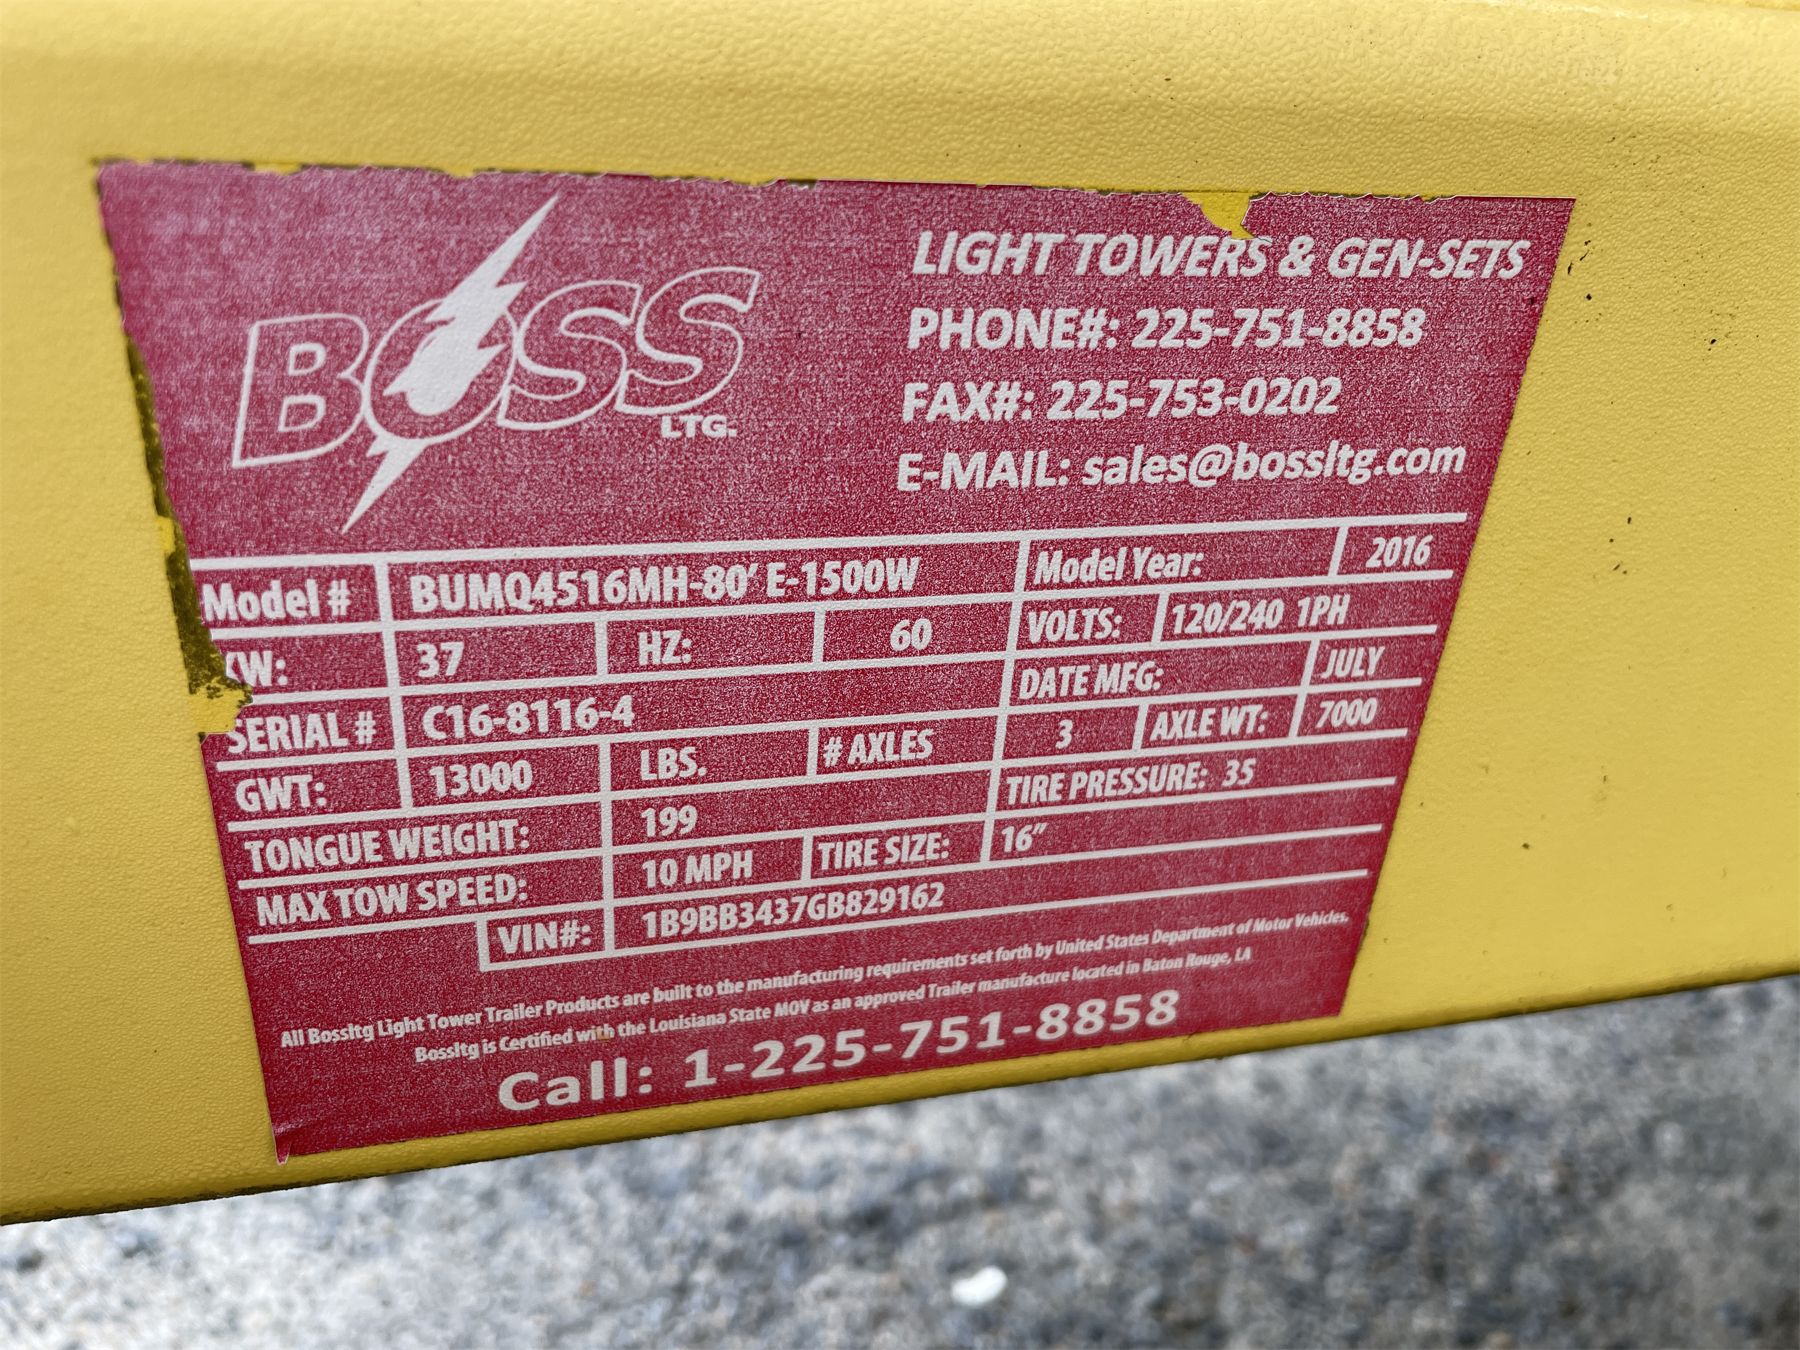 BOSS
LTG.
LIGHT TOWERS & GEN-SETS
PHONE#: 225-751-8858
FAX#: 225-753-0202
E-MAIL: sales@bossltg.com
Model # BUMQ4516MH-80' E-1500W Model Year: 2016
KW: 37 HZ: 60 VOLTS: 120/240 1PH
SERIAL # C16-8116-4 DATE MFG: JULY
GWT: 13000 LBS. # AXLES 3 AXLE WT: 7000
TONGUE WEIGHT: 199 TIRE PRESSURE: 35
MAX TOW SPEED: 10 MPH TIRE SIZE: 16"
VIN#: 1B9BB3437GB829162
All Bossltg Light Tower Trailer Products are built to the manufacturing requirements set forth by United States Department of Motor Vehicles.
Bossltg is Certified with the Louisiana State MOV as an approved Trailer manufacture located in Baton Rouge, LA
Call: 1-225-751-8858